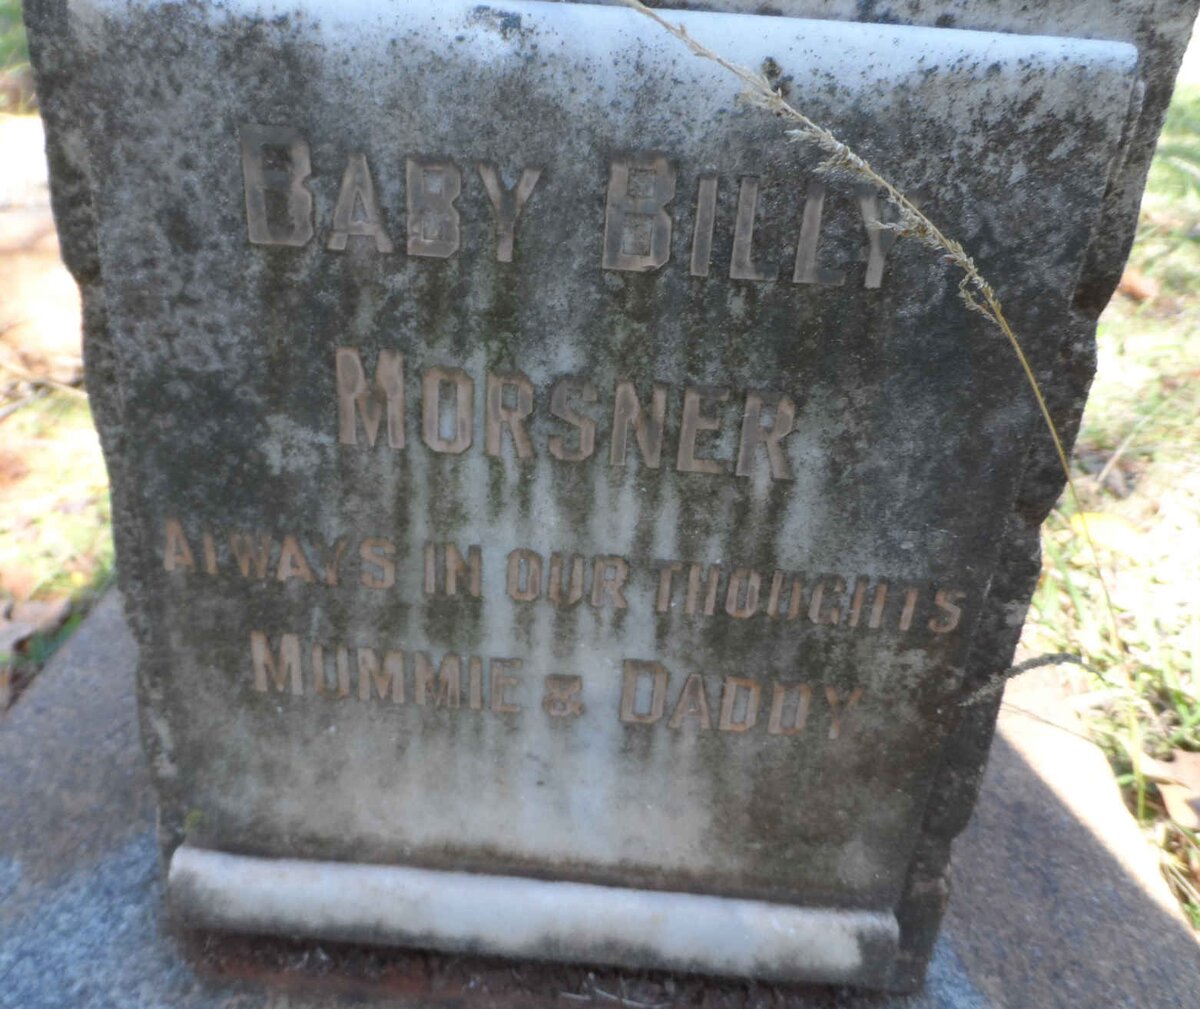 BABY BILLY
MORSNER
ALWAYS IN OUR THOUGHTS
MUMMIE & DADDY